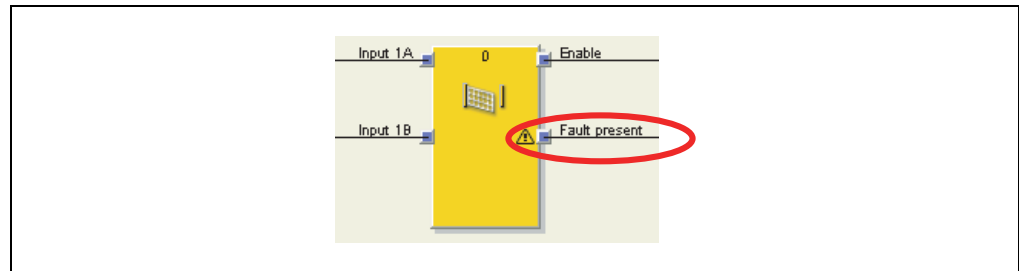 Input 1A
0
Enable
Input 1B
Fault present